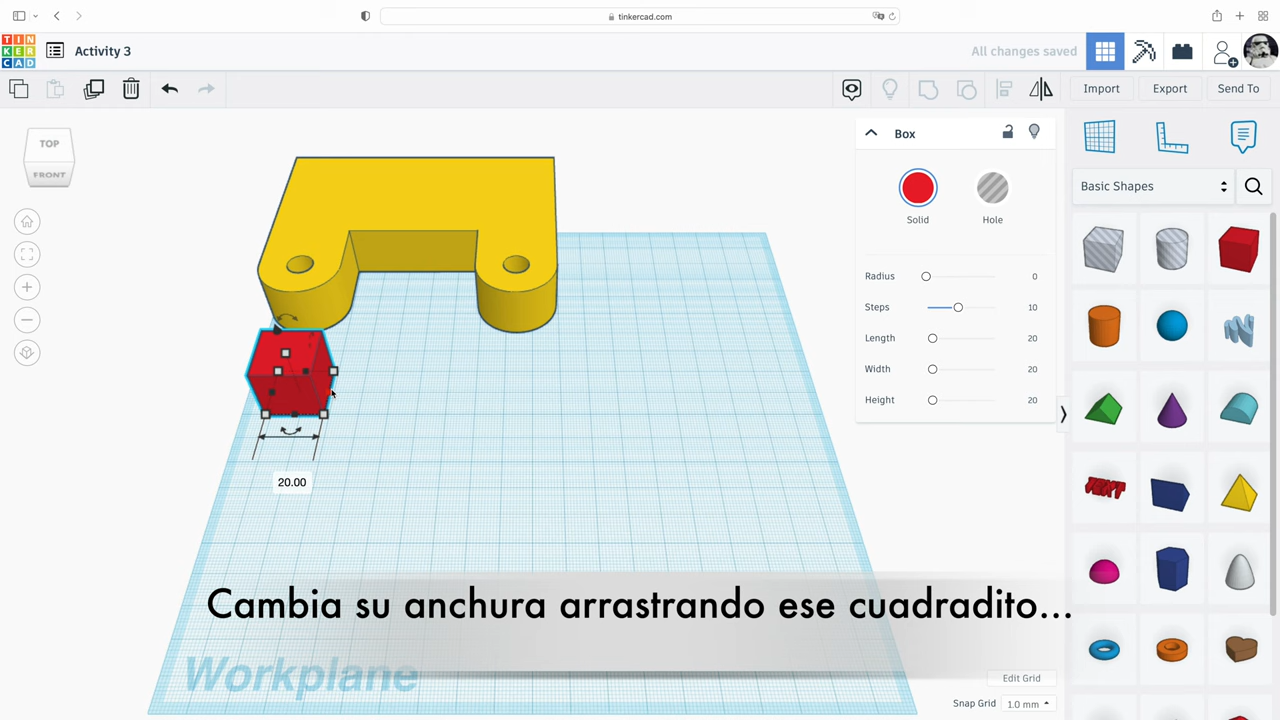 tinkercad.com
TIN
KER
CAD
Activity 3
All changes saved
Import
Export
Send To
TOP
FRONT
Box
Solid
Hole
Radius
0
Steps
10
Length
20
Width
20
Height
20
Basic Shapes
TEXT
20.00
Cambia su anchura arrastrando ese cuadradito...
Workplane
Edit Grid
Snap Grid
1.0 mm